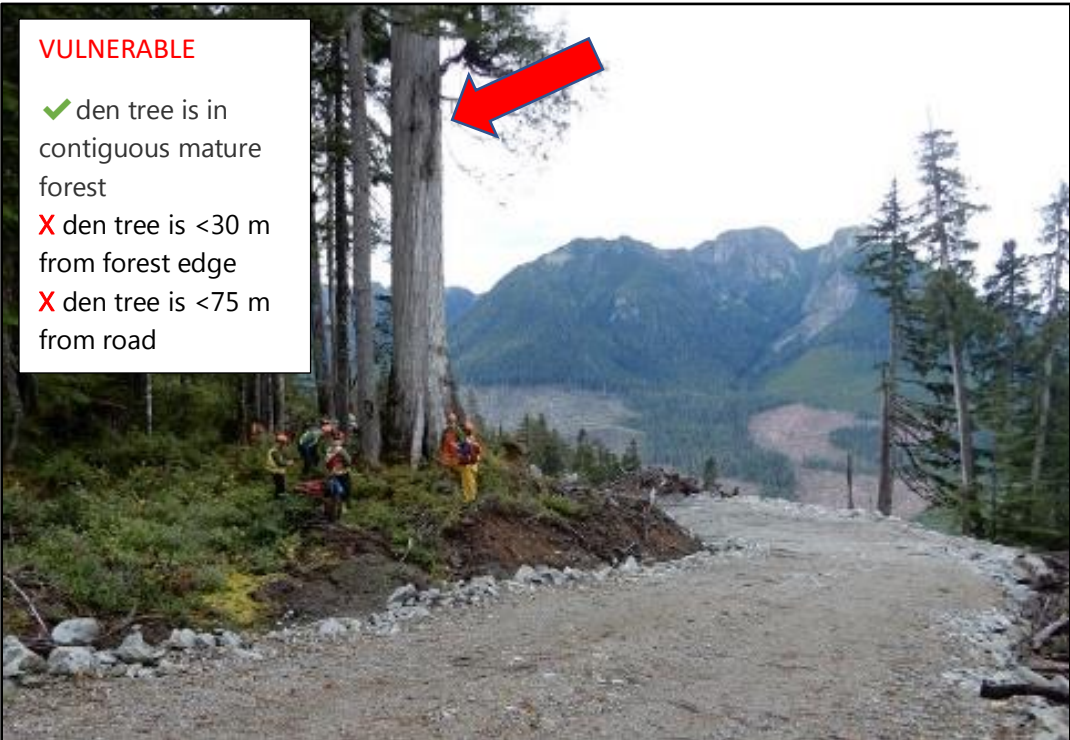 VULNERABLE
✓ den tree is in
contiguous mature
forest
X den tree is <30 m
from forest edge
X den tree is <75 m
from road